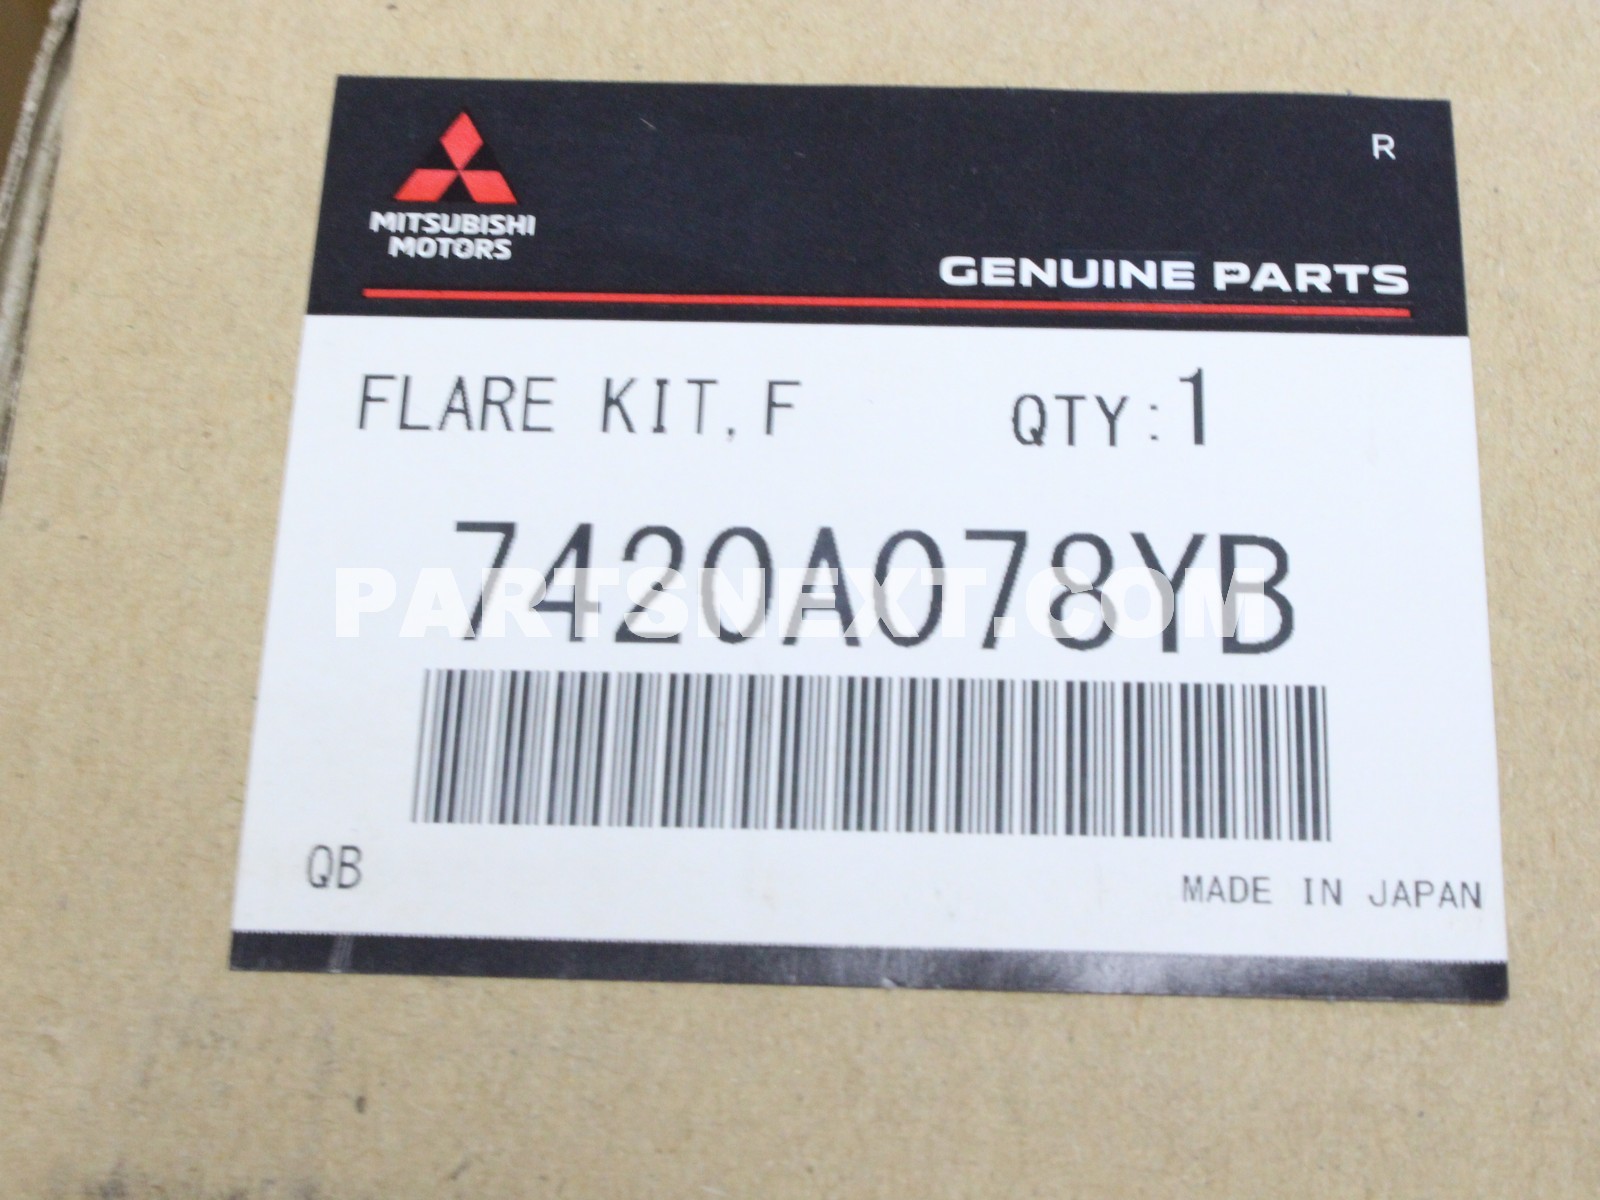 R
MITSUBISHI
MOTORS
GENUINE PARTS
FLARE KIT, F QTY:1
7420A078YB
PARTSNEXT.COM
QB
MADE IN JAPAN